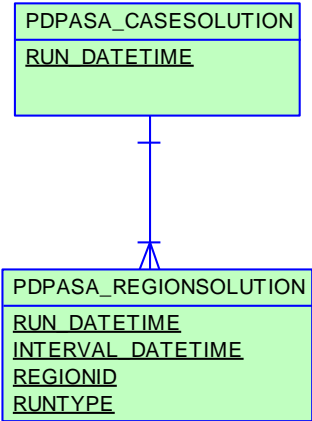 PDPASA_CASESOLUTION
RUN_DATETIME
PDPASA_REGIONSOLUTION
RUN_DATETIME
INTERVAL_DATETIME
REGIONID
RUNTYPE